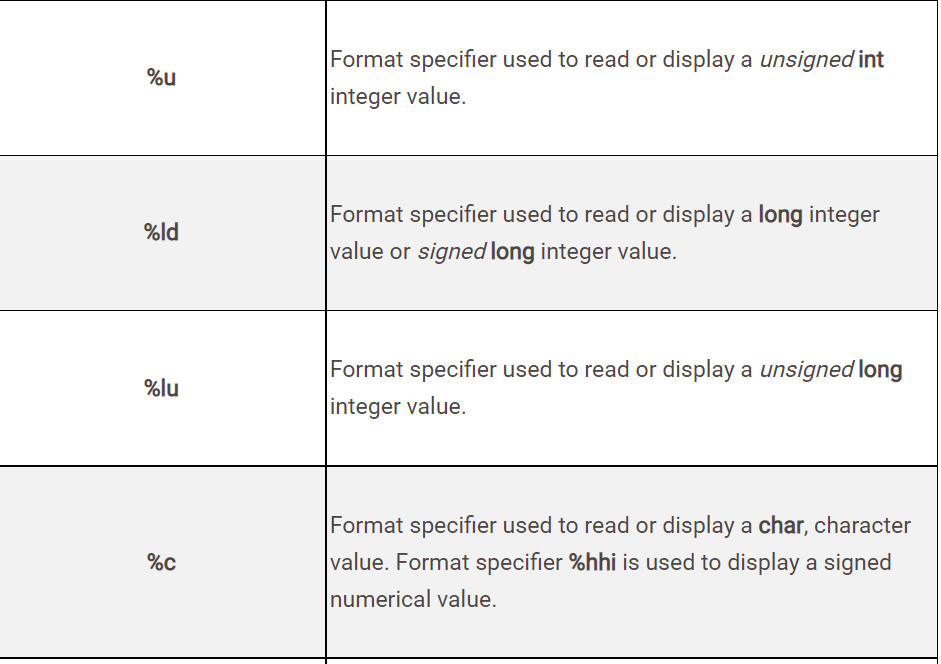 %u
Format specifier used to read or display a unsigned int
integer value.
%ld
Format specifier used to read or display a long integer
value or signed long integer value.
%lu
Format specifier used to read or display a unsigned long
integer value.
%c
Format specifier used to read or display a char, character
value. Format specifier %hhi is used to display a signed
numerical value.